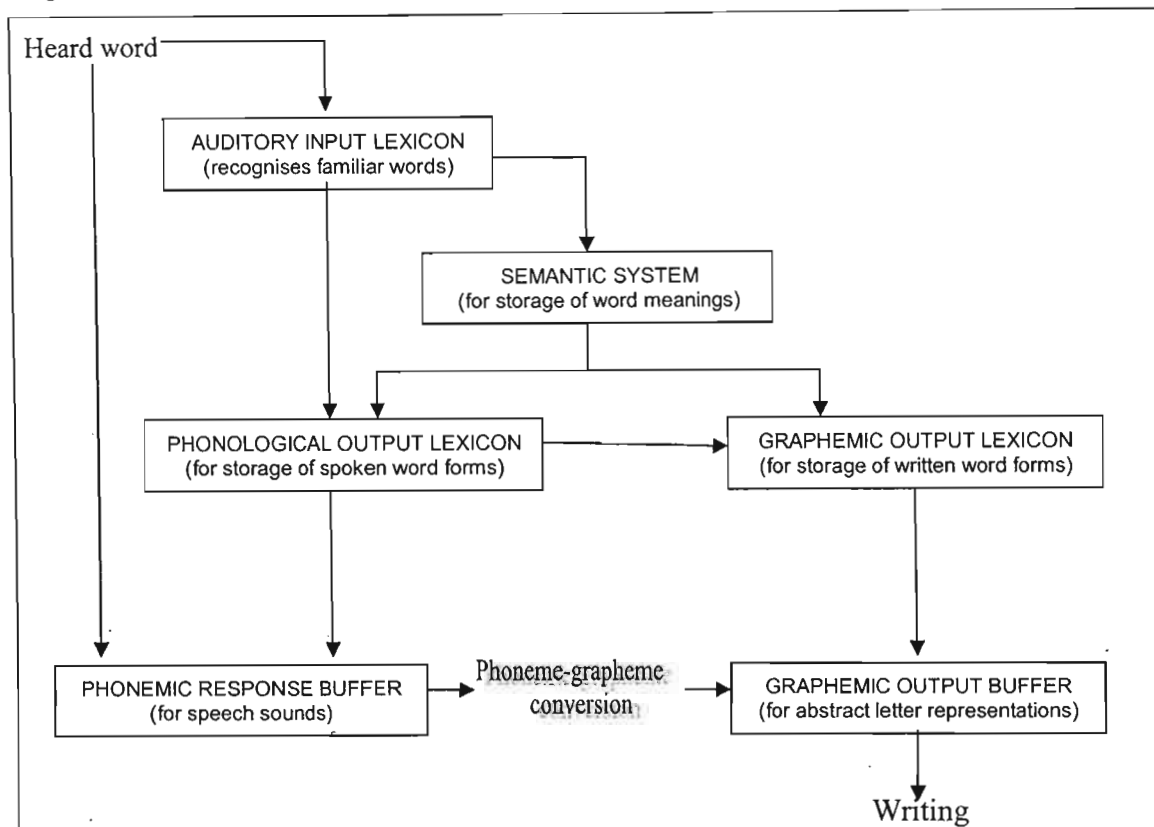 Heard word
AUDITORY INPUT LEXICON
(recognises familiar words)
SEMANTIC SYSTEM
(for storage of word meanings)
PHONOLOGICAL OUTPUT LEXICON
(for storage of spoken word forms)
GRAPHEMIC OUTPUT LEXICON
(for storage of written word forms)
PHONEMIC RESPONSE BUFFER
(for speech sounds)
Phoneme-grapheme
conversion
GRAPHEMIC OUTPUT BUFFER
(for abstract letter representations)
Writing